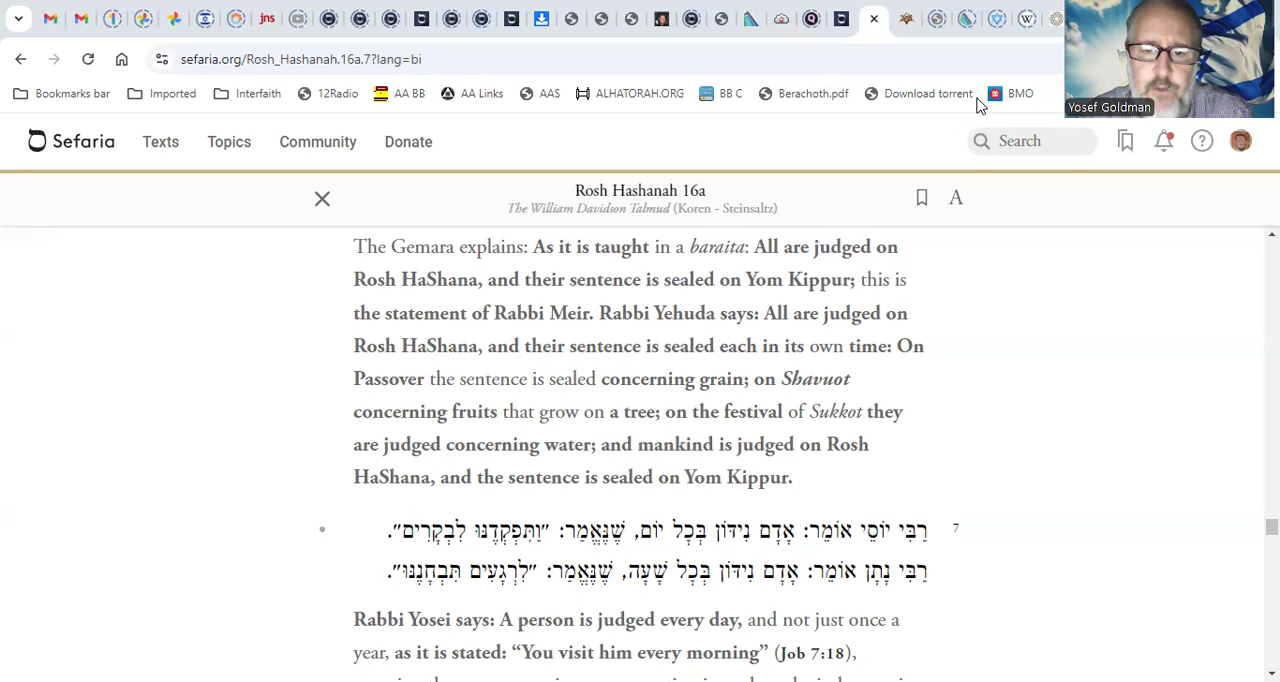 jns
sefaria.org/Rosh_Hashanah.16a.7?lang=bi
Bookmarks bar Imported Interfaith 12Radio AA BB AA Links AAS ALHATORAH.ORG BB C Berachoth.pdf Download torrent BMO
Yosef Goldman
Sefaria Texts Topics Community Donate Search
Rosh Hashanah 16a
The William Davidson Talmud (Koren - Steinsaltz)
A
The Gemara explains: As it is taught in a baraita: All are judged on
Rosh HaShana, and their sentence is sealed on Yom Kippur; this is
the statement of Rabbi Meir. Rabbi Yehuda says: All are judged on
Rosh HaShana, and their sentence is sealed each in its own time: On
Passover the sentence is sealed concerning grain; on Shavuot
concerning fruits that grow on a tree; on the festival of Sukkot they
are judged concerning water; and mankind is judged on Rosh
HaShana, and the sentence is sealed on Yom Kippur.
7
רַבִּי יוֹסֵי אוֹמֵר: אָדָם נִידּוֹן בְּכׇל יוֹם, שֶׁנֶּאֱמַר: ״וַתִּפְקְדֶנּוּ לִבְקָרִים״.
רַבִּי נָתָן אוֹמֵר: אָדָם נִידּוֹן בְּכׇל שָׁעָה, שֶׁנֶּאֱמַר: ״לִרְגָעִים תִּבְחָנֶנּוּ״.
Rabbi Yosei says: A person is judged every day, and not just once a
year, as it is stated: “You visit him every morning” (Job 7:18),